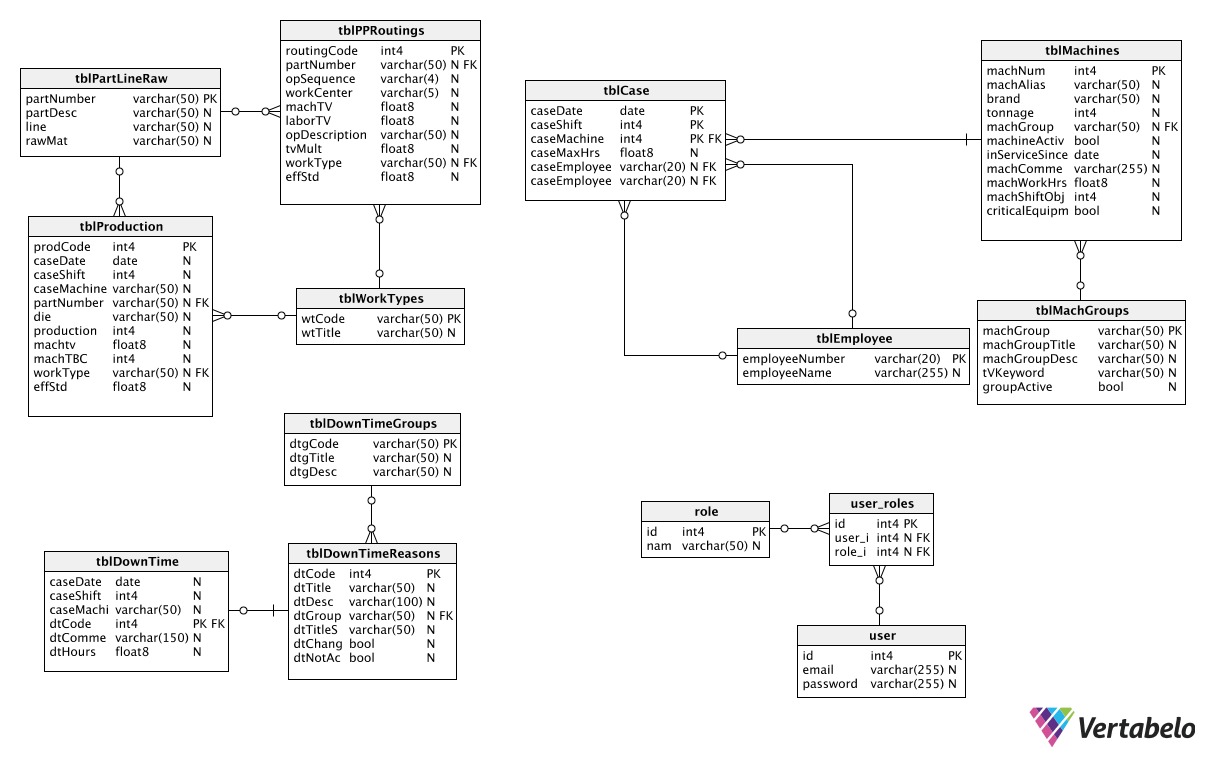 tblPPRoutings
routingCode int4 PK
partNumber varchar(50) N FK
opSequence varchar(4) N
workCenter varchar(5) N
machTV float8 N
laborTV float8 N
opDescription varchar(50) N
tvMult float8 N
workType varchar(50) N FK
effStd float8 N
tblPartLineRaw
partNumber varchar(50) PK
partDesc varchar(50) N
line varchar(50) N
rawMat varchar(50) N
tblCase
caseDate date PK
caseShift int4 PK
caseMachine int4 PK FK
caseMaxHrs float8 N
caseEmployee varchar(20) N FK
caseEmployee varchar(20) N FK
tblMachines
machNum int4 PK
machAlias varchar(50) N
brand varchar(50) N
tonnage int4 N
machGroup varchar(50) N FK
machineActiv bool N
inServiceSince date N
machComme varchar(255) N
machWorkHrs float8 N
machShiftObj int4 N
criticalEquipm bool N
tblProduction
prodCode int4 PK
caseDate date N
caseShift int4 N
caseMachine varchar(50) N
partNumber varchar(50) N FK
die varchar(50) N
production int4 N
machtv float8 N
machTBC int4 N
workType varchar(50) N FK
effStd float8 N
tblWorkTypes
wtCode varchar(50) PK
wtTitle varchar(50) N
tblEmployee
employeeNumber varchar(20) PK
employeeName varchar(255) N
tblMachGroups
machGroup varchar(50) PK
machGroupTitle varchar(50) N
machGroupDesc varchar(50) N
tVKeyword varchar(50) N
groupActive bool N
tblDownTimeGroups
dtgCode varchar(50) PK
dtgTitle varchar(50) N
dtgDesc varchar(50) N
tblDownTime
caseDate date N
caseShift int4 N
caseMachi varchar(50) N
dtCode int4 PK FK
dtComme varchar(150) N
dtHours float8 N
tblDownTimeReasons
dtCode int4 PK
dtTitle varchar(50) N
dtDesc varchar(100) N
dtGroup varchar(50) N FK
dtTitleS varchar(50) N
dtChang bool N
dtNotAc bool N
role
id int4 PK
nam varchar(50) N
user_roles
id int4 PK
user_i int4 N FK
role_i int4 N FK
user
id int4 PK
email varchar(255) N
password varchar(255) N
Vertabelo